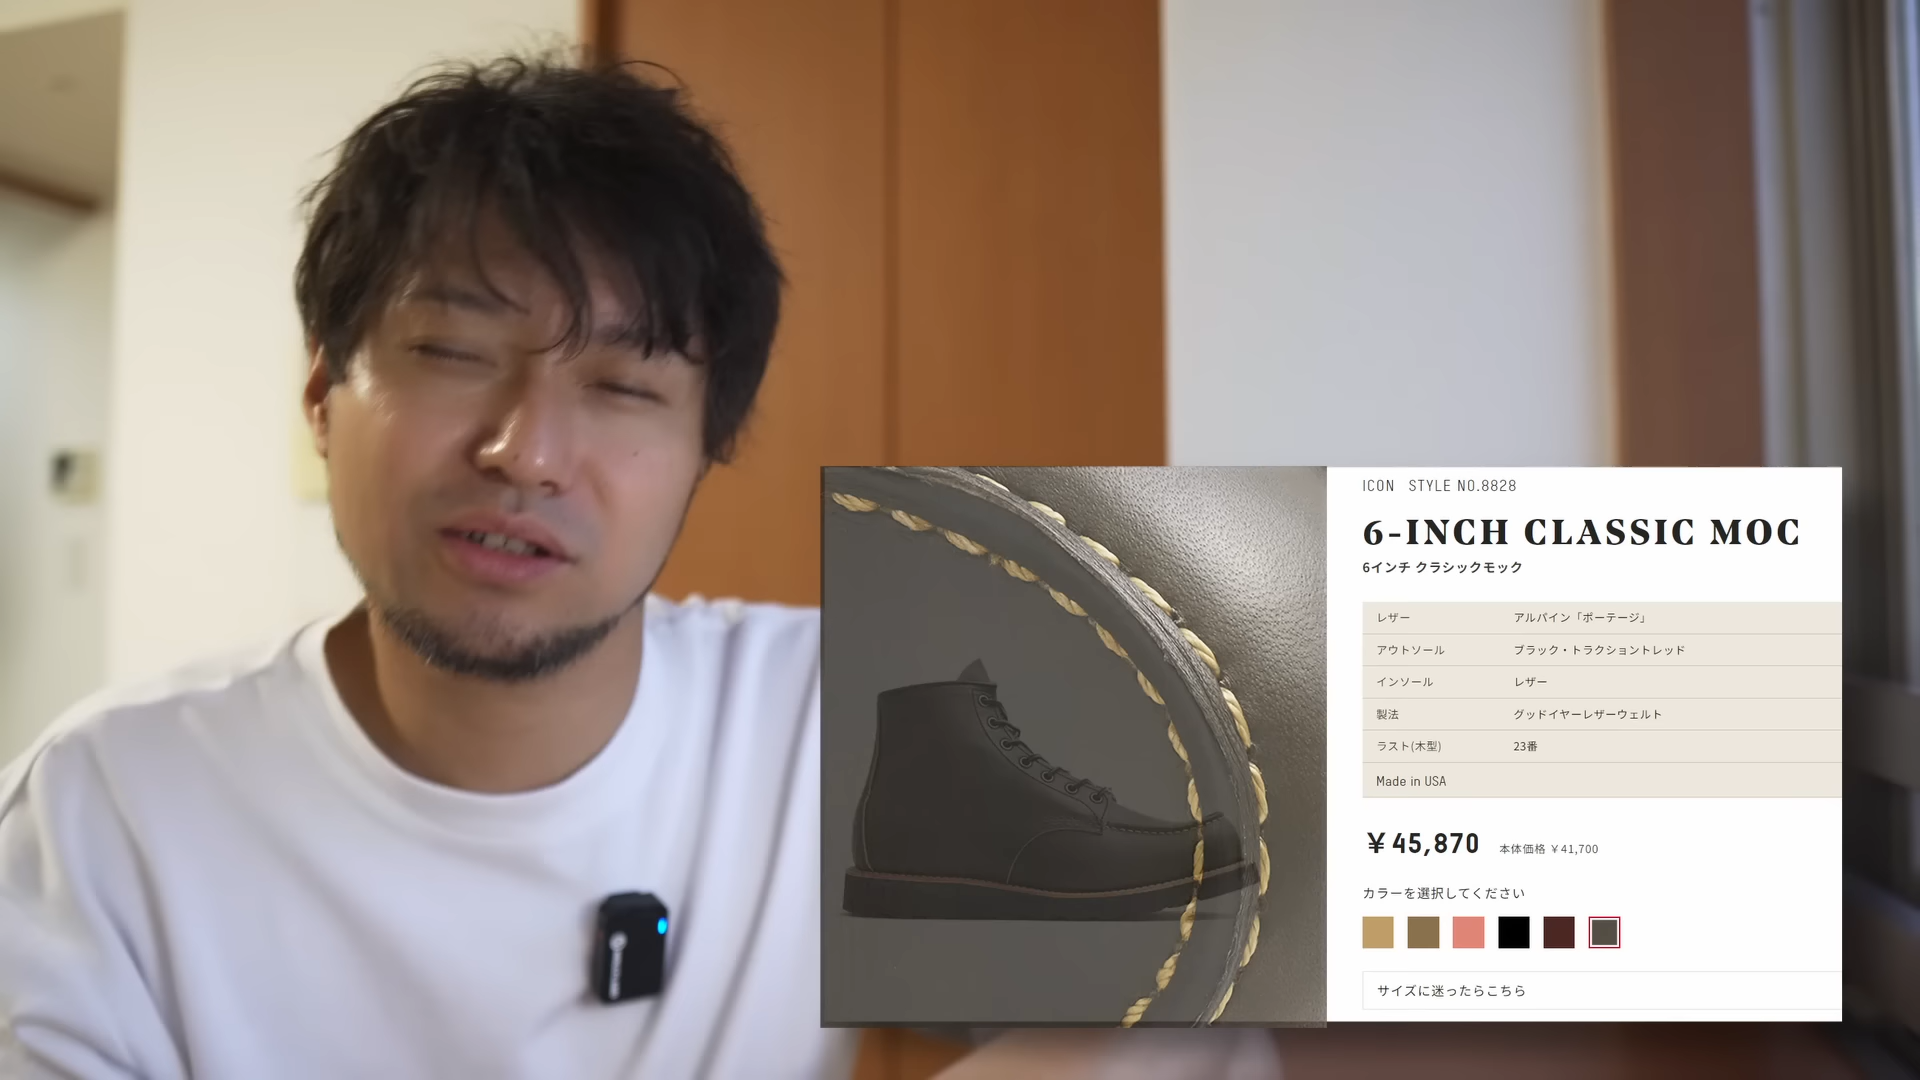 ICON STYLE NO.8828
6-INCH CLASSIC MOC
6インチ クラシックモック
レザー アルパイン「ポーテージ」
アウトソール ブラック・トラクショントレッド
インソール レザー
製法 グッドイヤーレザーウェルト
ラスト(木型) 23番
Made in USA
￥45,870 本体価格 ￥41,700
カラーを選択してください
サイズに迷ったらこちら